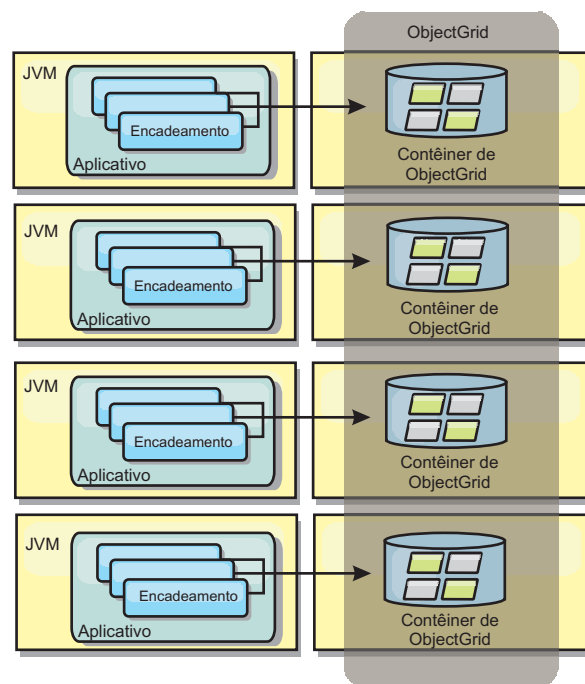 ObjectGrid
JVM
Encadeamento
Aplicativo
Contêiner de
ObjectGrid
JVM
Encadeamento
Aplicativo
Contêiner de
ObjectGrid
JVM
Encadeamento
Aplicativo
Contêiner de
ObjectGrid
JVM
Encadeamento
Aplicativo
Contêiner de
ObjectGrid